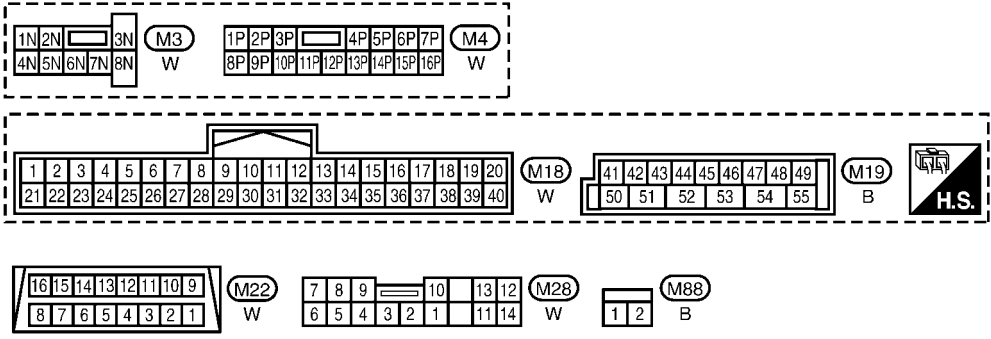 1N 2N 3N M3 1P 2P 3P 4P 5P 6P 7P M4
4N 5N 6N 7N 8N W 8P 9P 10P 11P 12P 13P 14P 15P 16P W
1 2 3 4 5 6 7 8 9 10 11 12 13 14 15 16 17 18 19 20 M18 41 42 43 44 45 46 47 48 49 M19
21 22 23 24 25 26 27 28 29 30 31 32 33 34 35 36 37 38 39 40 W 50 51 52 53 54 55 B H.S.
16 15 14 13 12 11 10 9 M22 7 8 9 10 13 12 M28 M88
8 7 6 5 4 3 2 1 W 6 5 4 3 2 1 11 14 W 1 2 B